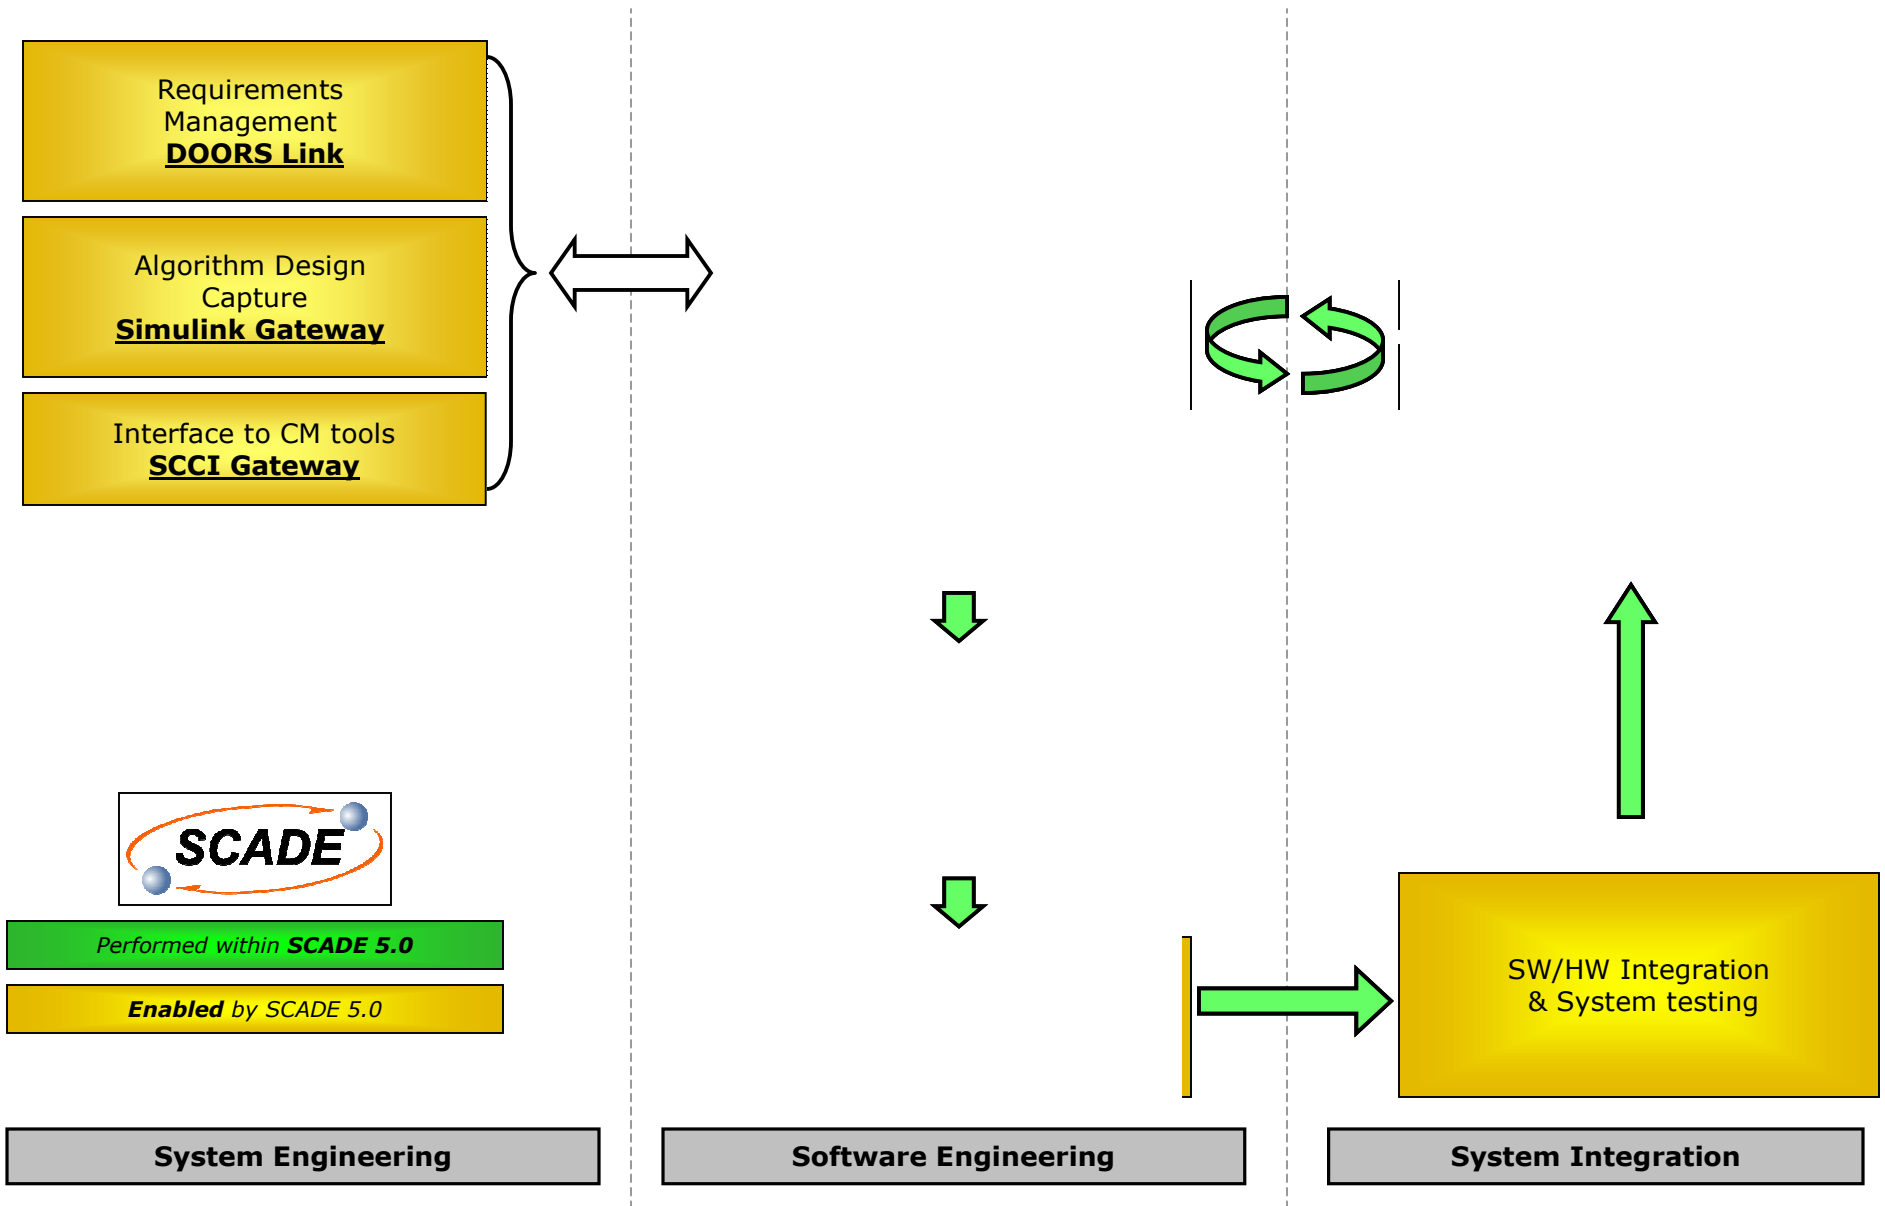 Requirements
Management
DOORS Link
Algorithm Design
Capture
Simulink Gateway
Interface to CM tools
SCCI Gateway
SCADE
Performed within SCADE 5.0
Enabled by SCADE 5.0
SW/HW Integration
& System testing
System Engineering
Software Engineering
System Integration